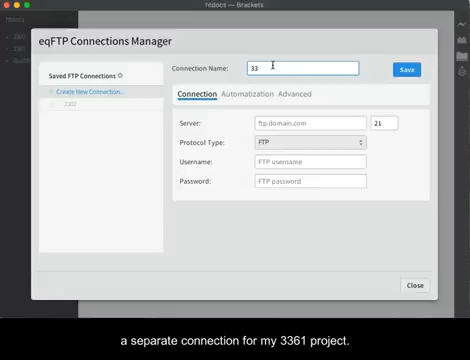 htdocs — Brackets
htdocs
eqFTP Connections Manager
Saved FTP Connections
Create New Connection...
2302
Connection Name:
33
Save
Connection
Automatization
Advanced
Server:
ftp.domain.com
21
Protocol Type:
FTP
Username:
FTP username
Password:
FTP password
Close
a separate connection for my 3361 project.